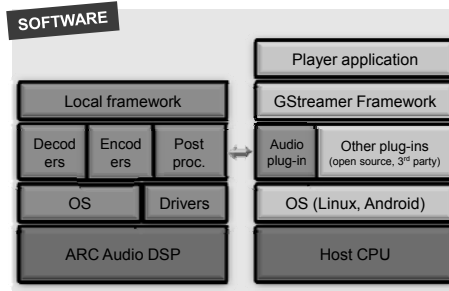 SOFTWARE
Player application
Local framework
GStreamer Framework
Decod
ers
Encod
ers
Post
proc.
Audio
plug-in
Other plug-ins
(open source, 3rd party)
OS
Drivers
OS (Linux, Android)
ARC Audio DSP
Host CPU